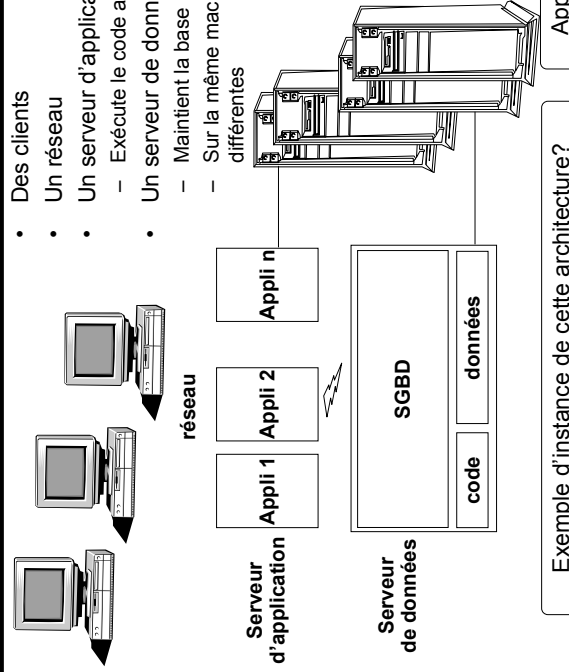 • Des clients
• Un réseau
• Un serveur d'applica
– Exécute le code a
• Un serveur de donn
– Maintient la base
– Sur la même mac
différentes
réseau
Serveur
d'application
Appli 1
Appli 2
Appli n
Serveur
de données
SGBD
code
données
Exemple d'instance de cette architecture?
App